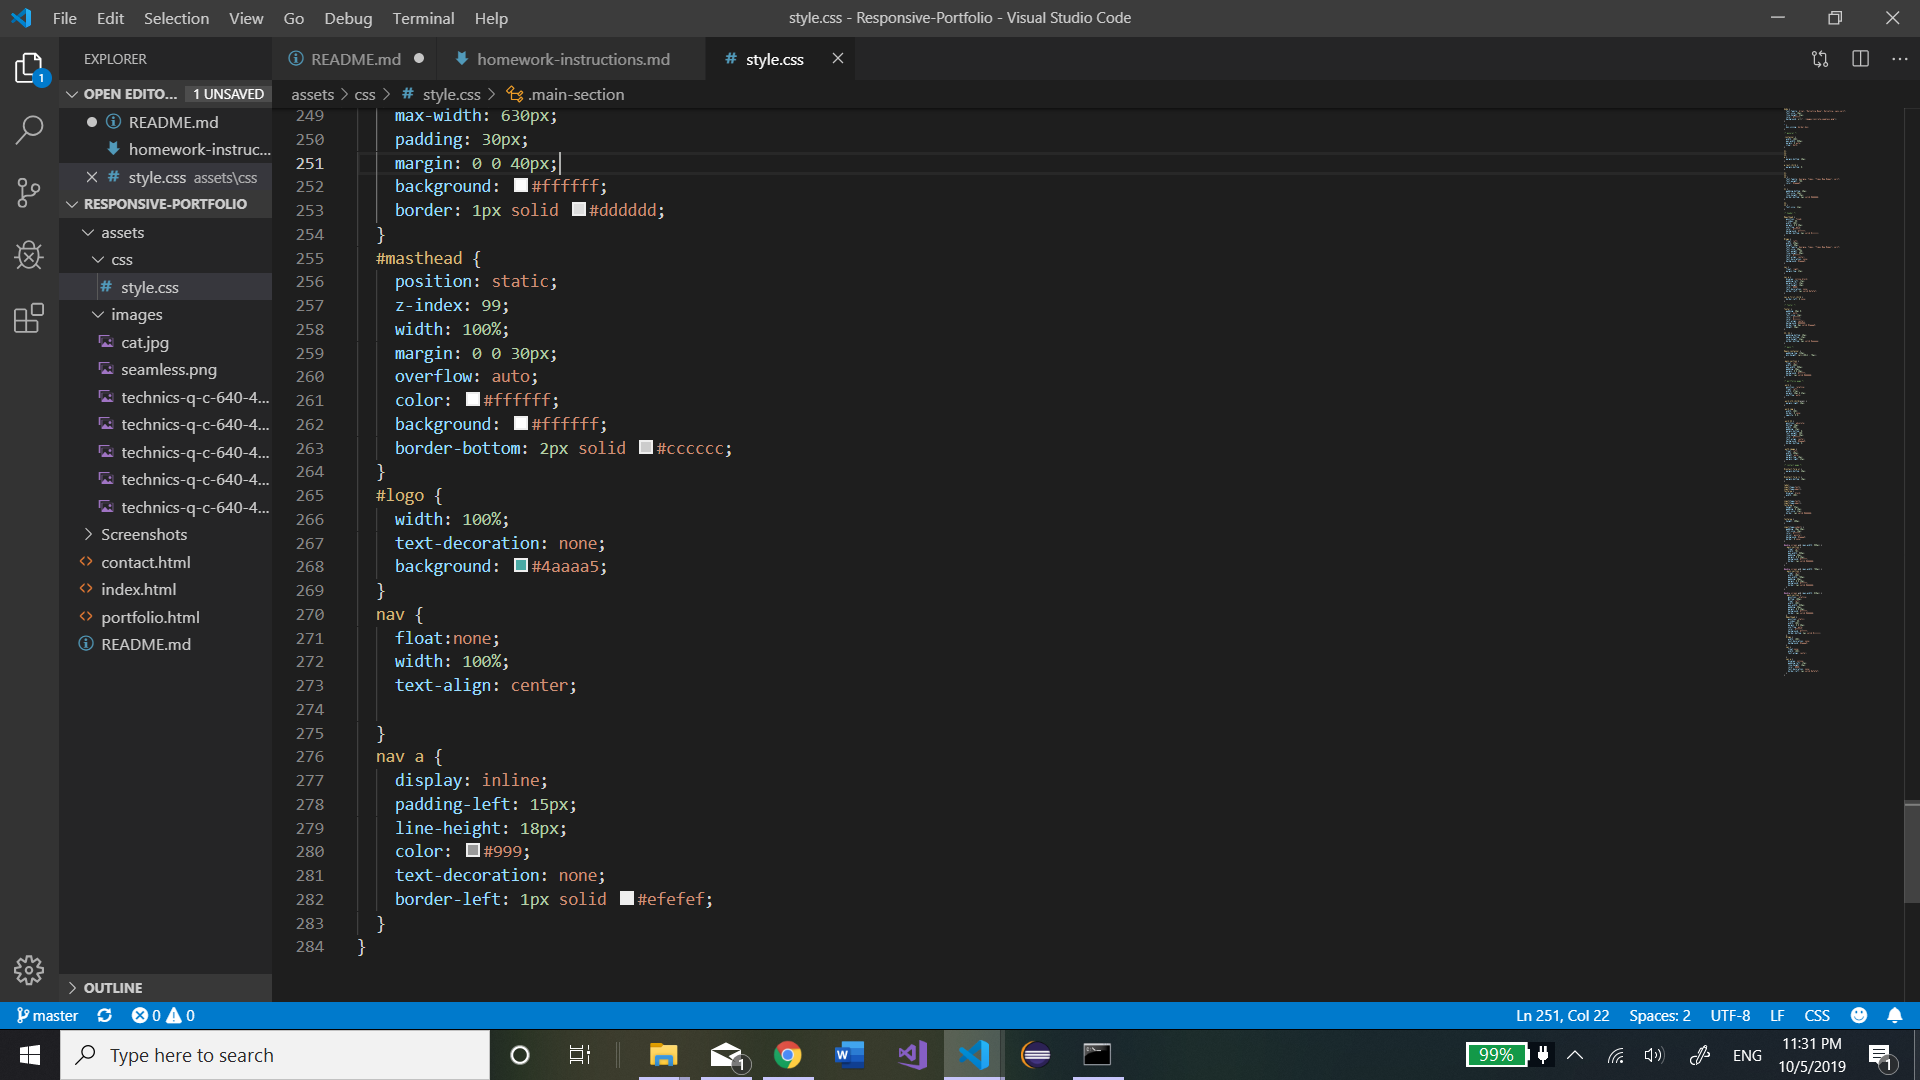 File Edit Selection View Go Debug Terminal Help
style.css - Responsive-Portfolio - Visual Studio Code
EXPLORER
OPEN EDITO... 1 UNSAVED
README.md
homework-instruc...
style.css assets\css
RESPONSIVE-PORTFOLIO
assets
css
style.css
images
cat.jpg
seamless.png
technics-q-c-640-4...
technics-q-c-640-4...
technics-q-c-640-4...
technics-q-c-640-4...
technics-q-c-640-4...
Screenshots
contact.html
index.html
portfolio.html
README.md
OUTLINE
1
README.md
homework-instructions.md
# style.css
assets > css > # style.css > .main-section
249 max-width: 630px;
250 padding: 30px;
251 margin: 0 0 40px;
252 background: #ffffff;
253 border: 1px solid #dddddd;
254 }
255 #masthead {
256 position: static;
257 z-index: 99;
258 width: 100%;
259 margin: 0 0 30px;
260 overflow: auto;
261 color: #ffffff;
262 background: #ffffff;
263 border-bottom: 2px solid #cccccc;
264 }
265 #logo {
266 width: 100%;
267 text-decoration: none;
268 background: #4aaaa5;
269 }
270 nav {
271 float:none;
272 width: 100%;
273 text-align: center;
274
275 }
276 nav a {
277 display: inline;
278 padding-left: 15px;
279 line-height: 18px;
280 color: #999;
281 text-decoration: none;
282 border-left: 1px solid #efefef;
283 }
284 }
master 0 0
Ln 251, Col 22 Spaces: 2 UTF-8 LF CSS
Type here to search
1
99%
ENG
11:31 PM
10/5/2019
1